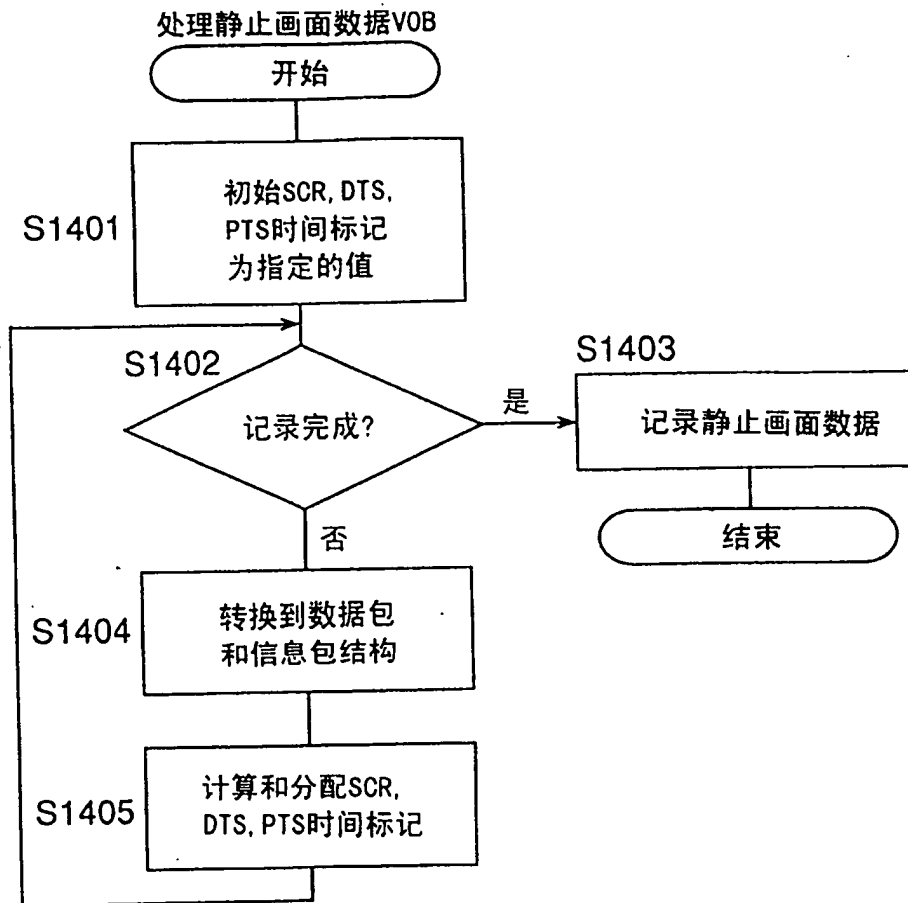 处理静止画面数据VOB
开始
S1401
初始SCR, DTS,
PTS时间标记
为指定的值
S1402
记录完成?
是
S1403
记录静止画面数据
结束
否
S1404
转换到数据包
和信息包结构
S1405
计算和分配SCR,
DTS, PTS时间标记